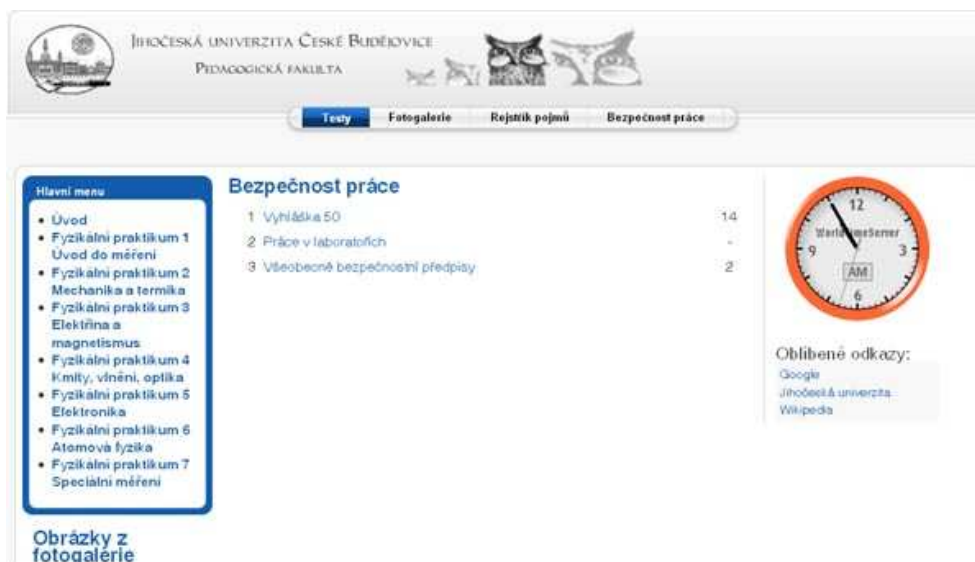 JIHOČESKÁ UNIVERZITA ČESKÉ BUDĚJOVICE
PEDAGOGICKÁ FAKULTA
Testy Fotogalerie Rejstřík pojmů Bezpečnost práce
Hlavní menu
Úvod
Fyzikální praktikum 1
Úvod do měření
Fyzikální praktikum 2
Mechanika a termika
Fyzikální praktikum 3
Elektřina a
magnetismus
Fyzikální praktikum 4
Kmity, vlnění, optika
Fyzikální praktikum 5
Elektronika
Fyzikální praktikum 6
Atomová fyzika
Fyzikální praktikum 7
Speciální měření
Obrázky z
fotogalérie
Bezpečnost práce
1 Vyhláška 50 14
2 Práce v laboratořích -
3 Všeobecné bezpečnostní předpisy 2
12
WorldTimeServer
9 3
AM
6
Oblíbené odkazy:
Google
Jihočeská univerzita
Wikipedia